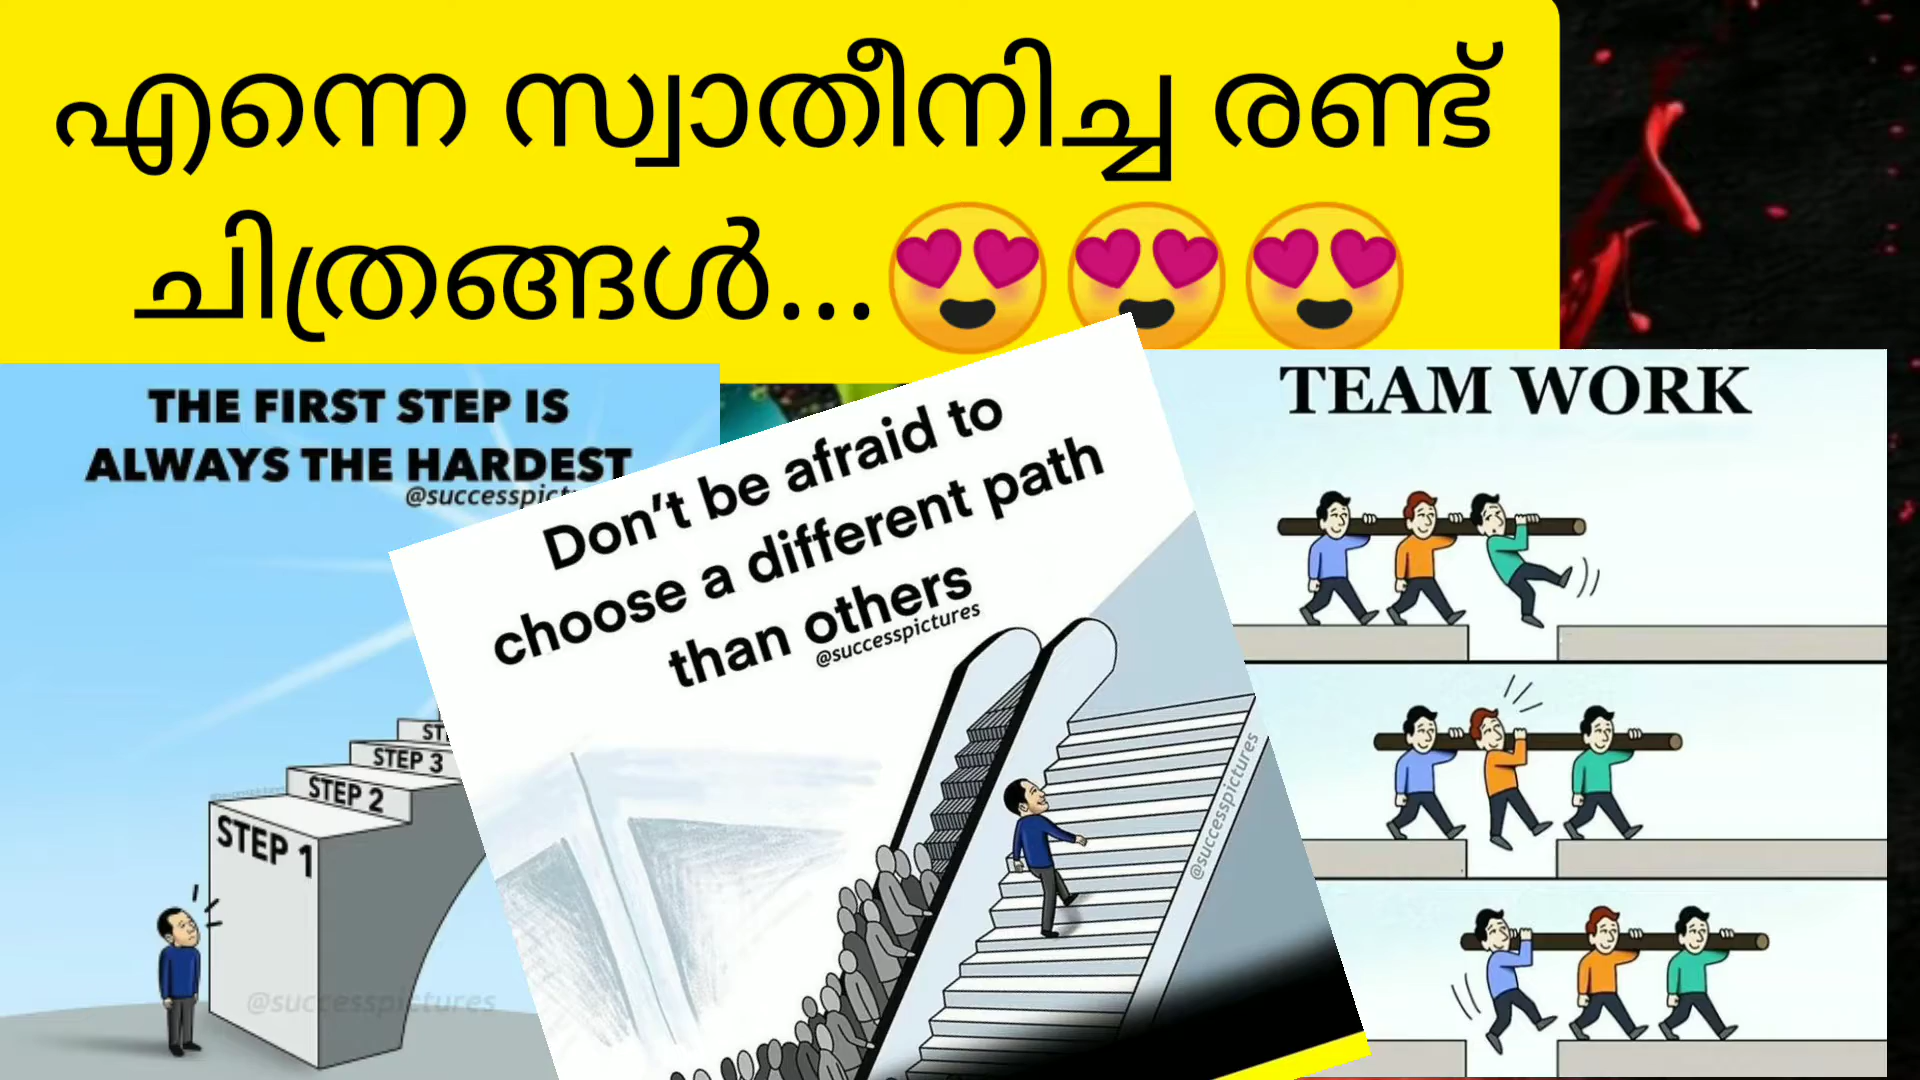 എന്നെ സ്വാതീനിച്ച രണ്ട്
ചിത്രങ്ങൾ...😍😍😍
THE FIRST STEP IS
ALWAYS THE HARDEST
STEP 3
STEP 2
STEP 1
@successpictures
Don't be afraid to
choose a different path
than others
@successpictures
@successpictures
TEAM WORK